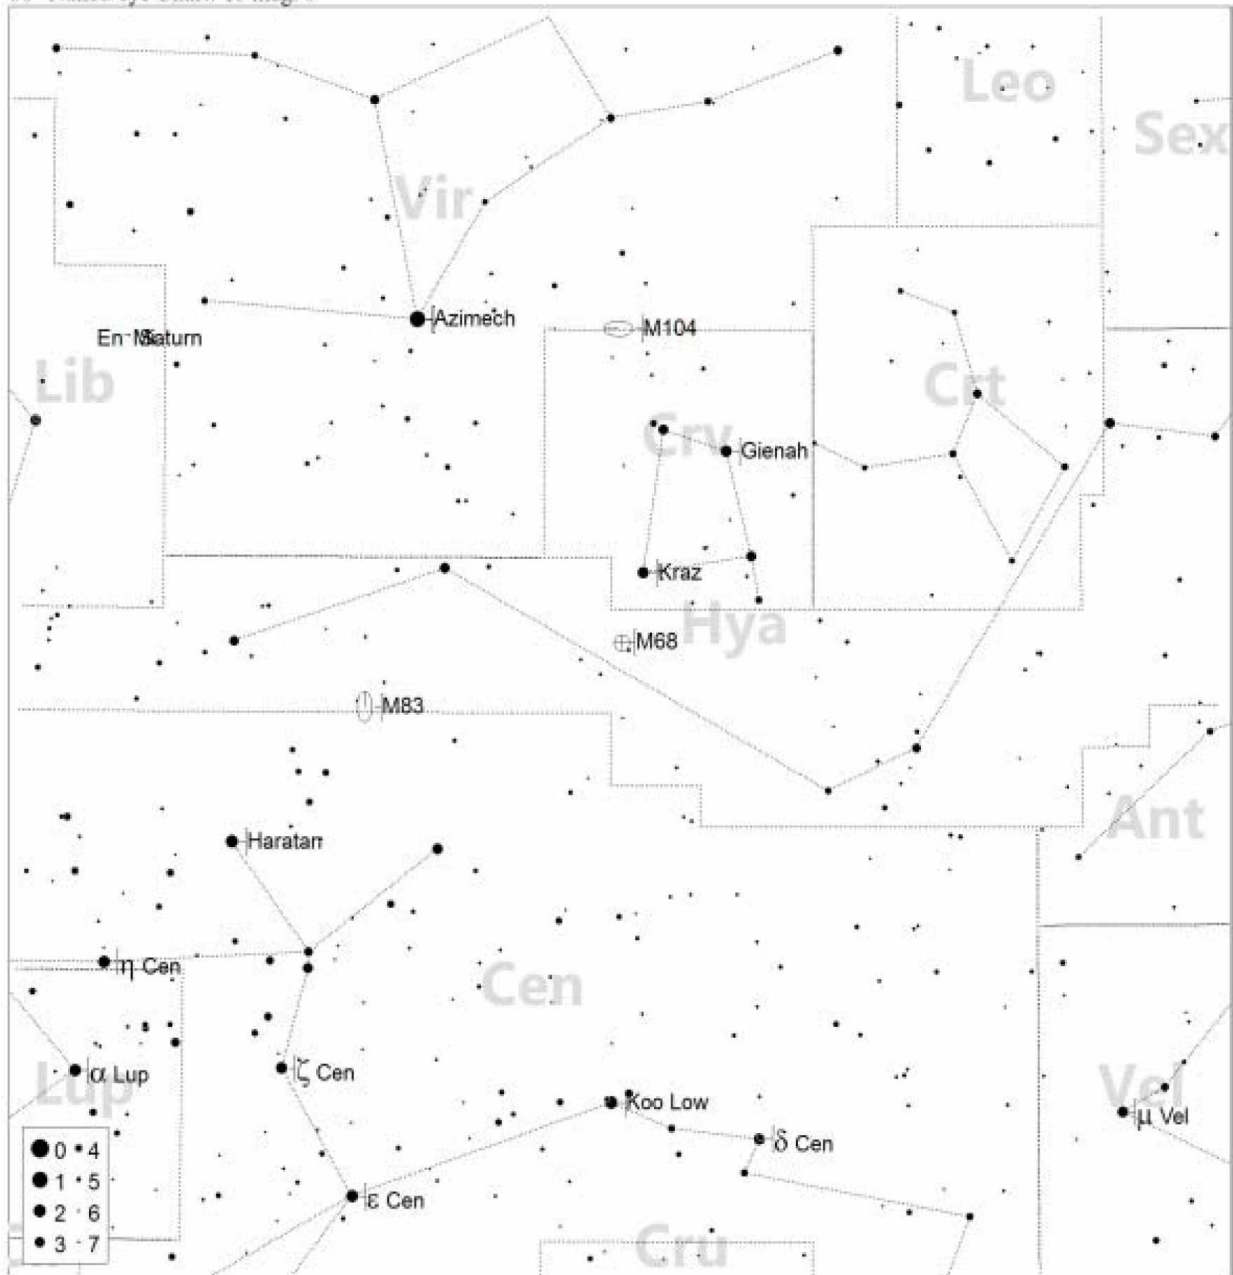 Leo
Sex
Vir
Azimech
M104
Saturn
Lib
Crt
Crv
Gienah
Kraz
Hya
M68
M83
Ant
Haratan
η Cen
Cen
α Lup
Lup
ζ Cen
Koo Low
Vel
μ Vel
δ Cen
ε Cen
Cru
0 4
1 5
2 6
3 7